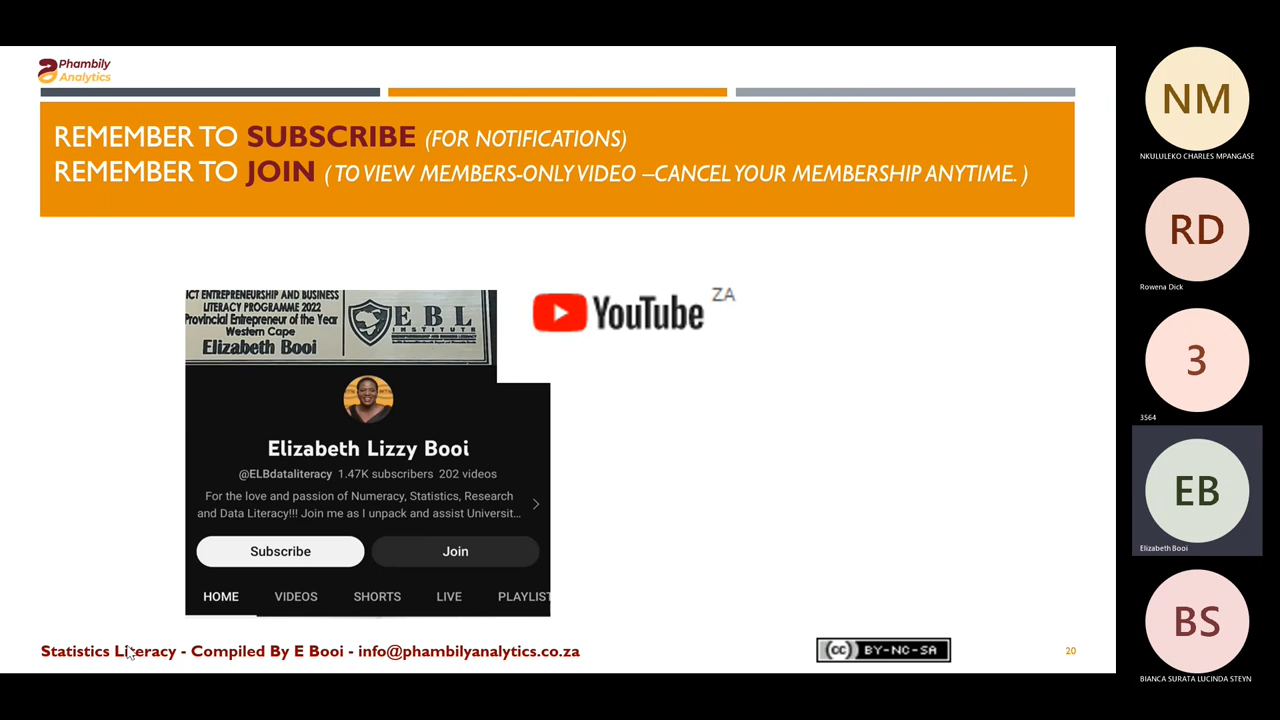 Phambily
Analytics
REMEMBER TO SUBSCRIBE (FOR NOTIFICATIONS)
REMEMBER TO JOIN ( TO VIEW MEMBERS-ONLY VIDEO –CANCEL YOUR MEMBERSHIP ANYTIME. )
ICT ENTREPRENEURSHIP AND BUSINESS
LITERACY PROGRAMME 2022
Provincial Entrepreneur of the Year
Western Cape
Elizabeth Booi
EBL
INSTITUTE
YouTube ZA
Elizabeth Lizzy Booi
@ELBdataliteracy 1.47K subscribers 202 videos
For the love and passion of Numeracy, Statistics, Research
and Data Literacy!!! Join me as I unpack and assist Universit...
Subscribe Join
HOME VIDEOS SHORTS LIVE PLAYLIST
Statistics Literacy - Compiled By E Booi - info@phambilyanalytics.co.za
cc BY-NC-SA
20
NM
NKULULEKO CHARLES MPANGASE
RD
Rowena Dick
3
3564
EB
Elizabeth Booi
BS
BIANCA SURATA LUCINDA STEYN